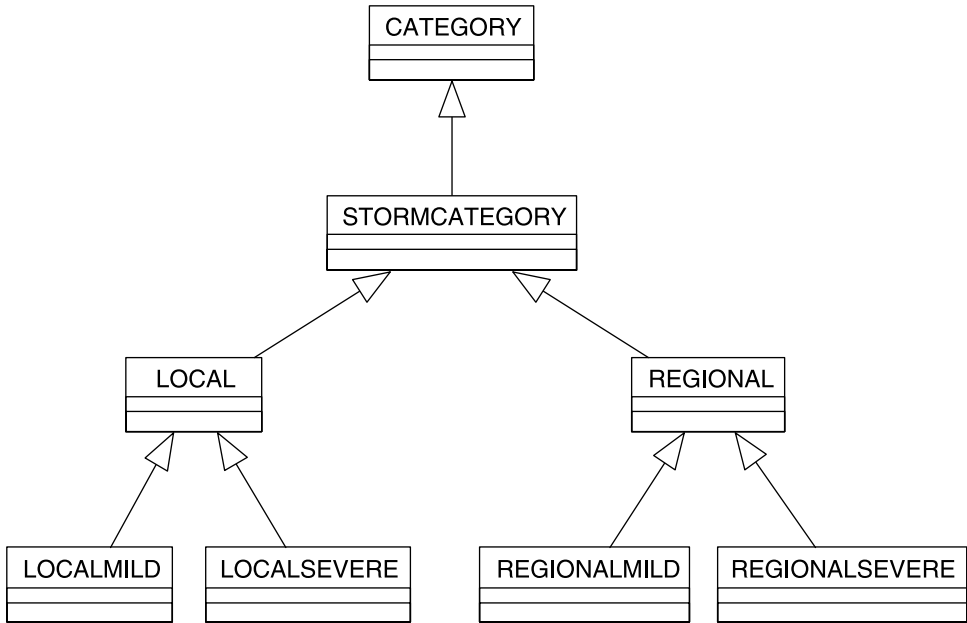 CATEGORY
STORMCATEGORY
LOCAL
REGIONAL
LOCALMILD
LOCALSEVERE
REGIONALMILD
REGIONALSEVERE